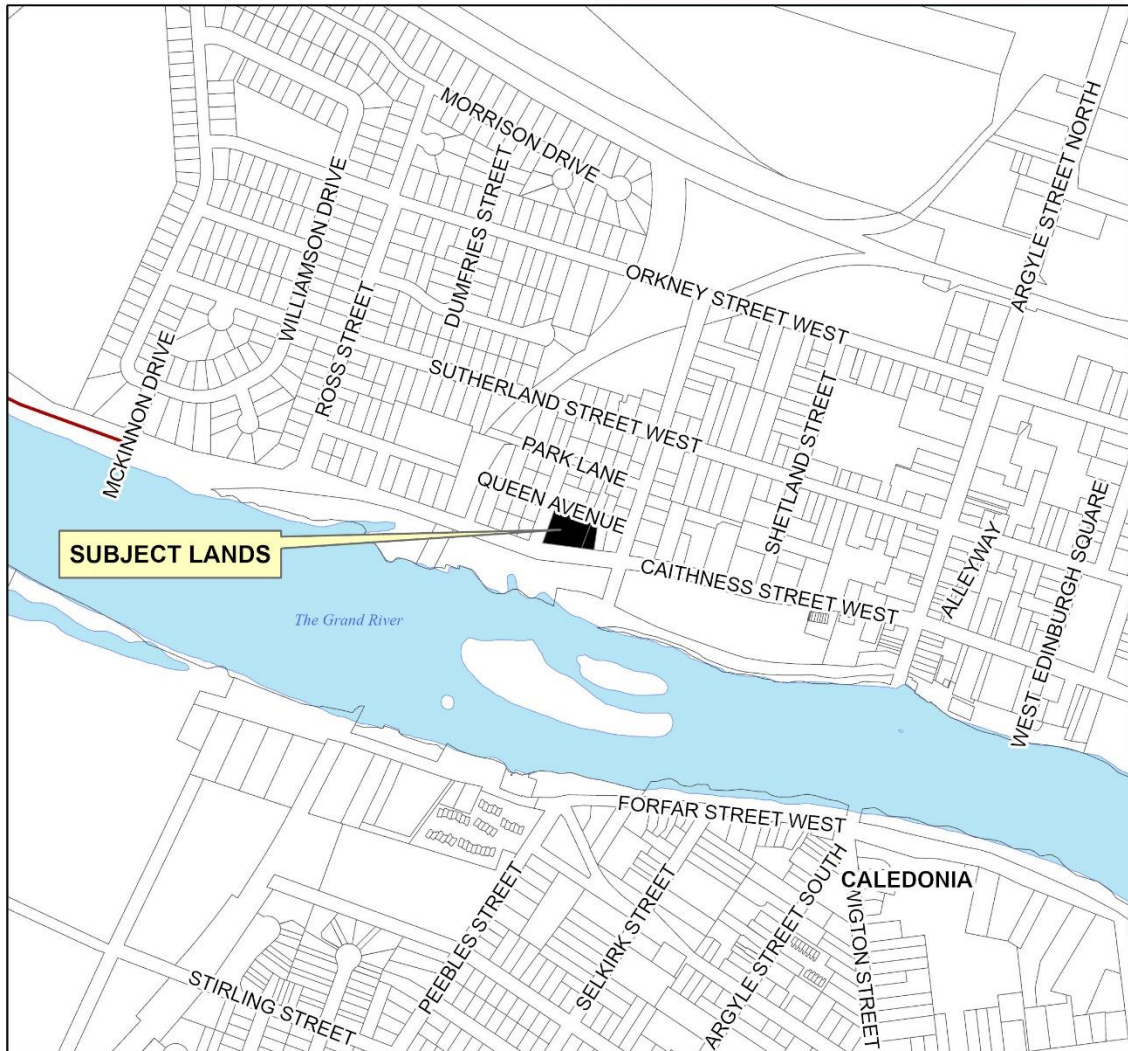 MORRISON DRIVE
ARGYLE STREET NORTH
WILLIAMSON DRIVE
DUMFRIES STREET
ORKNEY STREET WEST
ROSS STREET
MCKINNON DRIVE
SUTHERLAND STREET WEST
SHETLAND STREET
PARK LANE
QUEEN AVENUE
SUBJECT LANDS
CAITHNESS STREET WEST
ALLEYWAY
WEST EDINBURGH SQUARE
The Grand River
FORFAR STREET WEST
CALEDONIA
PEEBLES STREET
SELKIRK STREET
ARGYLE STREET SOUTH
WIGTON STREET
STIRLING STREET